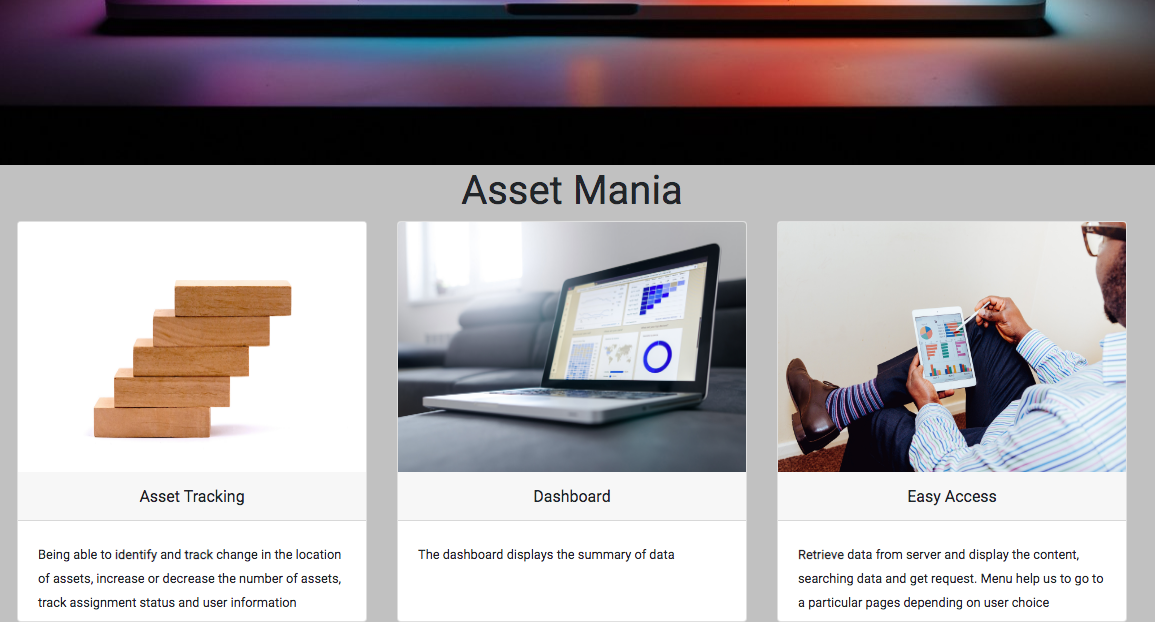 Asset Mania
Asset Tracking
Being able to identify and track change in the location
of assets, increase or decrease the number of assets,
track assignment status and user information
Dashboard
The dashboard displays the summary of data
Easy Access
Retrieve data from server and display the content,
searching data and get request. Menu help us to go to
a particular pages depending on user choice